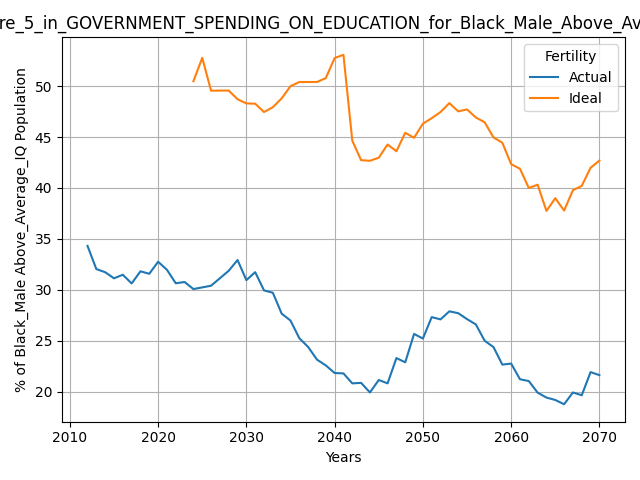 re_5_in_GOVERNMENT_SPENDING_ON_EDUCATION_for_Black_Male_Above_Av
% of Black_Male Above_Average_IQ Population
50
45
40
35
30
25
20
Fertility
Actual
Ideal
2010
2020
2030
2040
2050
2060
2070
Years